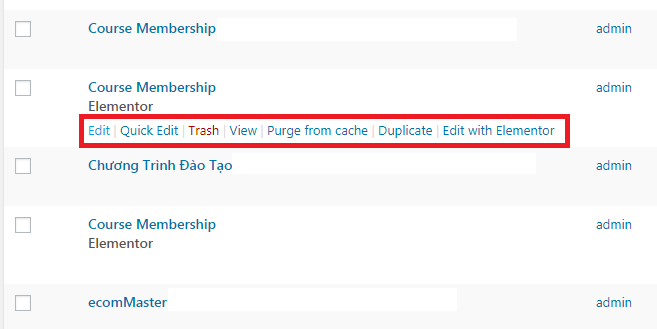 Course Membership admin
Course Membership admin
Elementor
Edit | Quick Edit | Trash | View | Purge from cache | Duplicate | Edit with Elementor
Chương Trình Đào Tạo admin
Course Membership admin
Elementor
ecomMaster admin